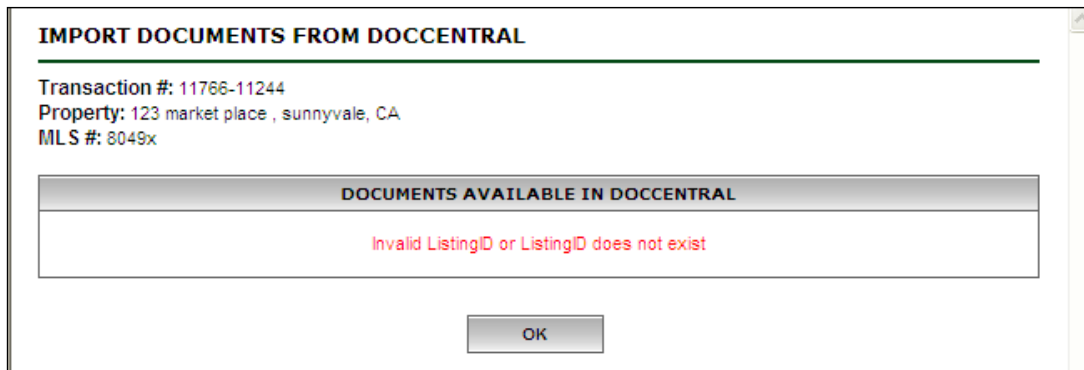 IMPORT DOCUMENTS FROM DOCCENTRAL
Transaction #: 11766-11244
Property: 123 market place , sunnyvale, CA
MLS #: 8049x
DOCUMENTS AVAILABLE IN DOCCENTRAL
Invalid ListingID or ListingID does not exist
OK